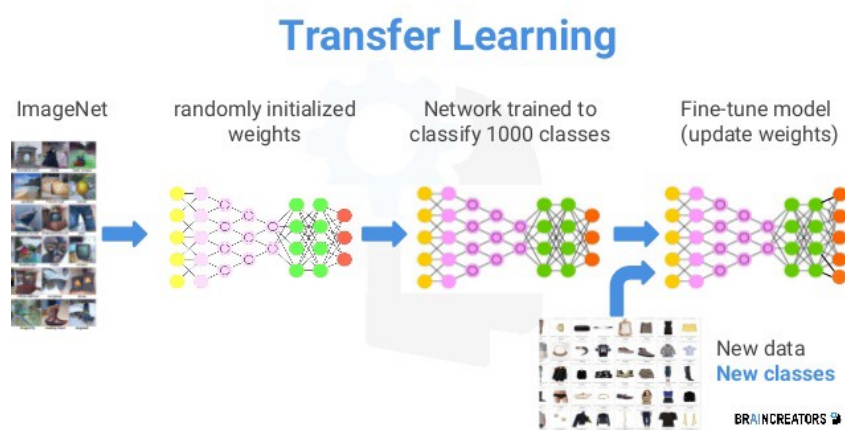 Transfer Learning
ImageNet
randomly initialized
weights
Network trained to
classify 1000 classes
Fine-tune model
(update weights)
New data
New classes
BRAINCREATORS